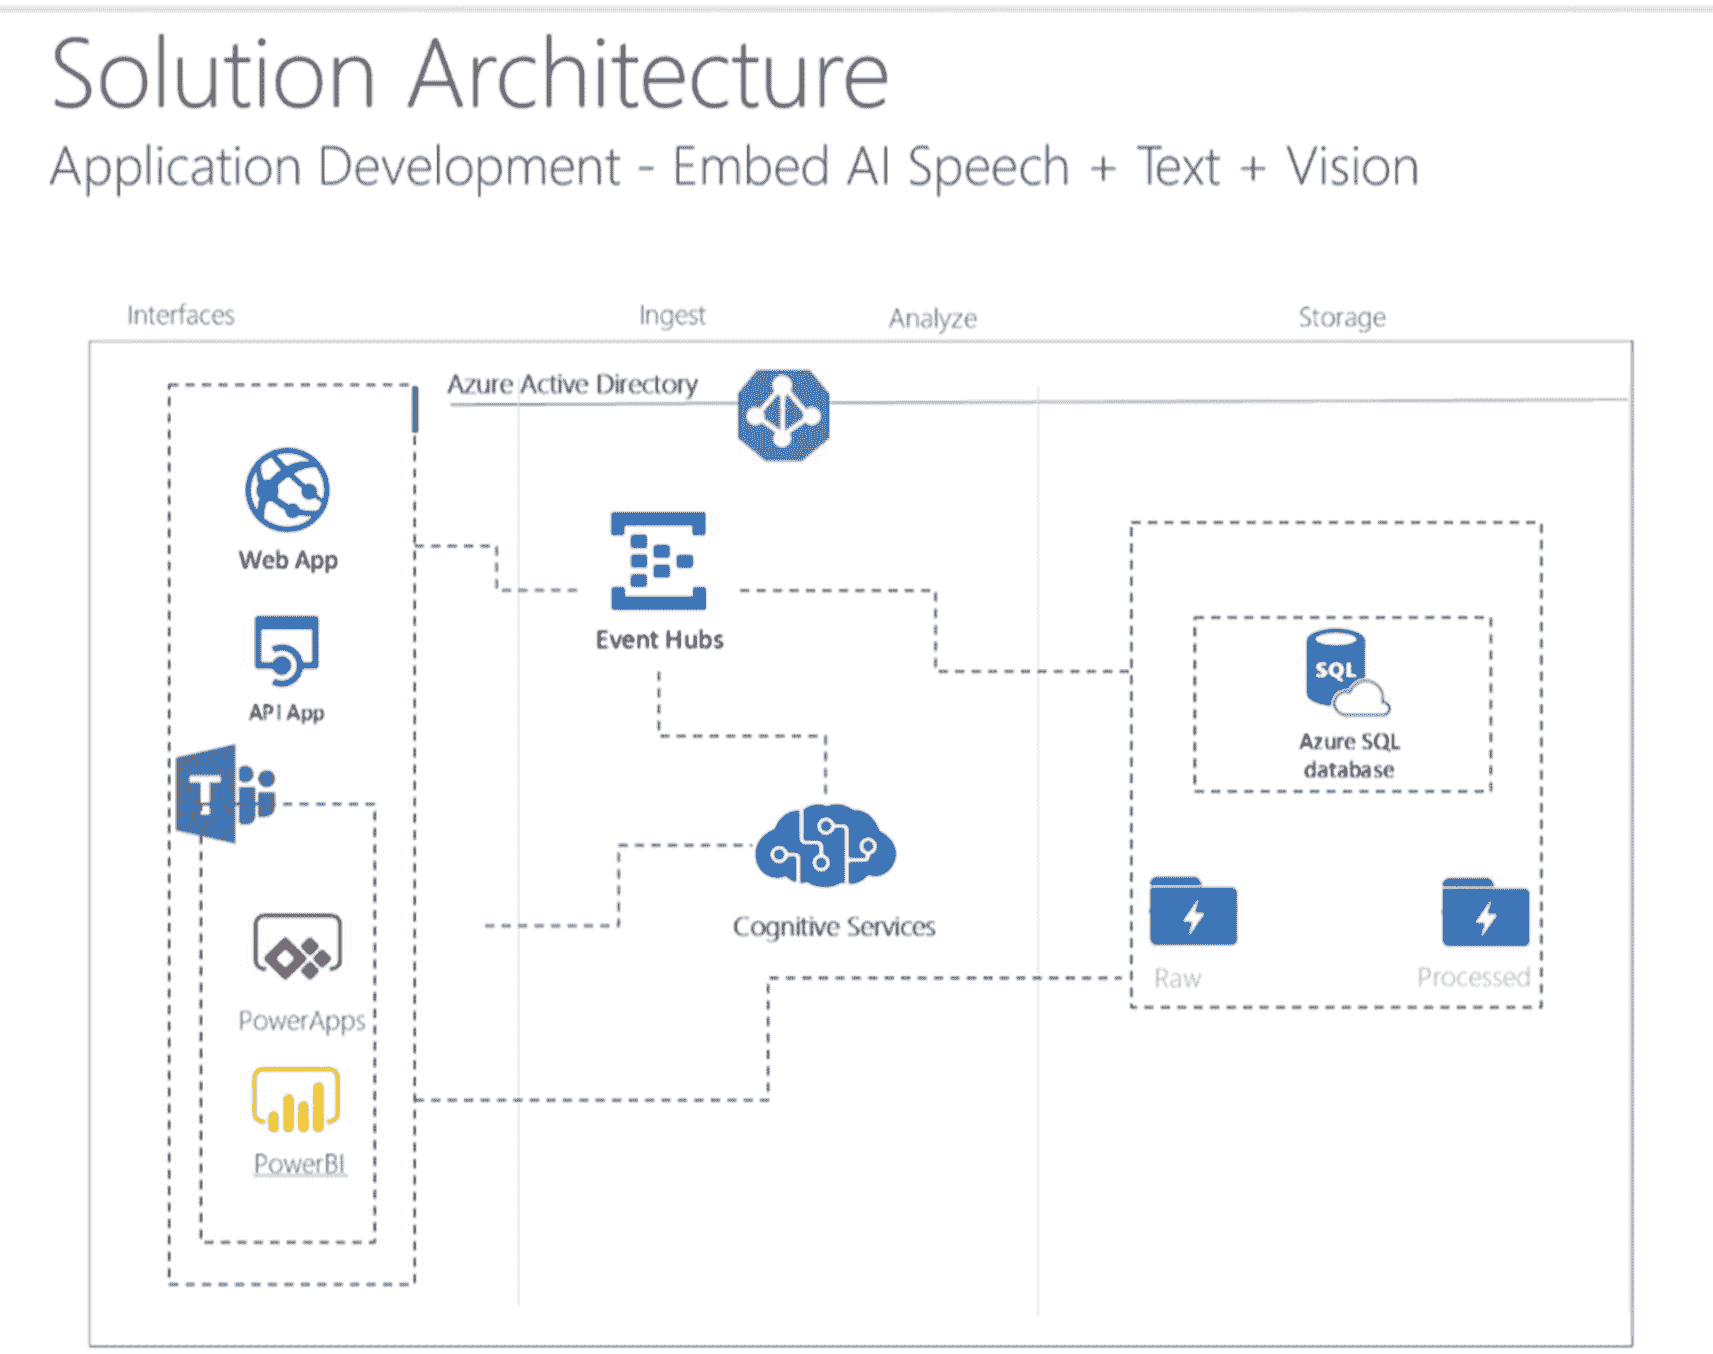 Solution Architecture
Application Development - Embed AI Speech + Text + Vision
Interfaces
Ingest
Analyze
Storage
Azure Active Directory
Web App
API App
T
PowerApps
PowerBI
Event Hubs
Cognitive Services
SQL
Azure SQL
database
Raw
Processed